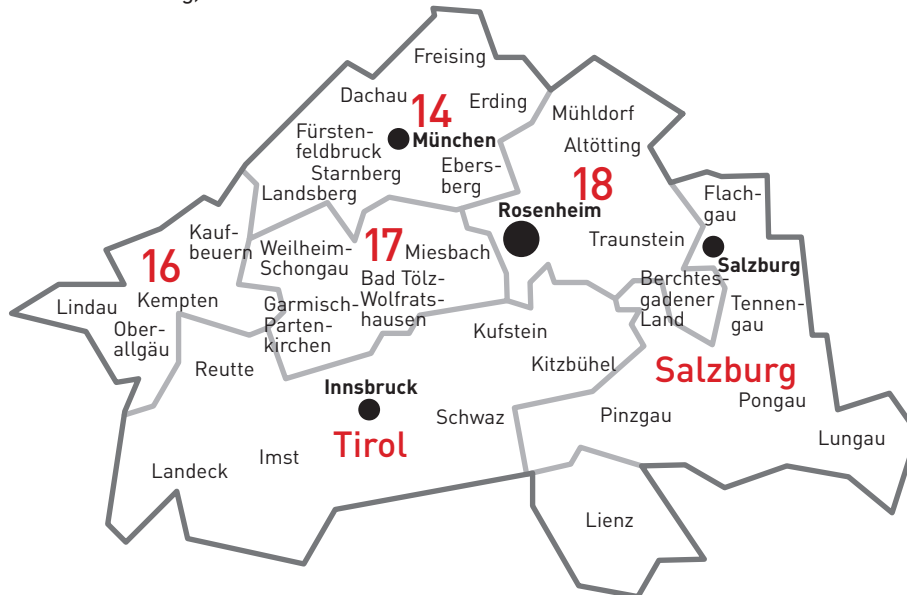 Freising
Dachau
Erding
14
München
Mühldorf
Altötting
Fürsten-
feldbruck
Starnberg
Ebers-
berg
Landsberg
18
Flach-
gau
Rosenheim
Kauf-
beuern
16
Weilheim-
Schongau
17
Miesbach
Traunstein
Salzburg
Bad Tölz-
Wolfrats-
hausen
Berchtes-
gadener
Land
Lindau
Kempten
Garmisch-
Parten-
kirchen
Tennen-
gau
Ober-
allgäu
Kufstein
Reutte
Kitzbühel
Salzburg
Innsbruck
Pongau
Schwaz
Pinzgau
Tirol
Lungau
Imst
Landeck
Lienz